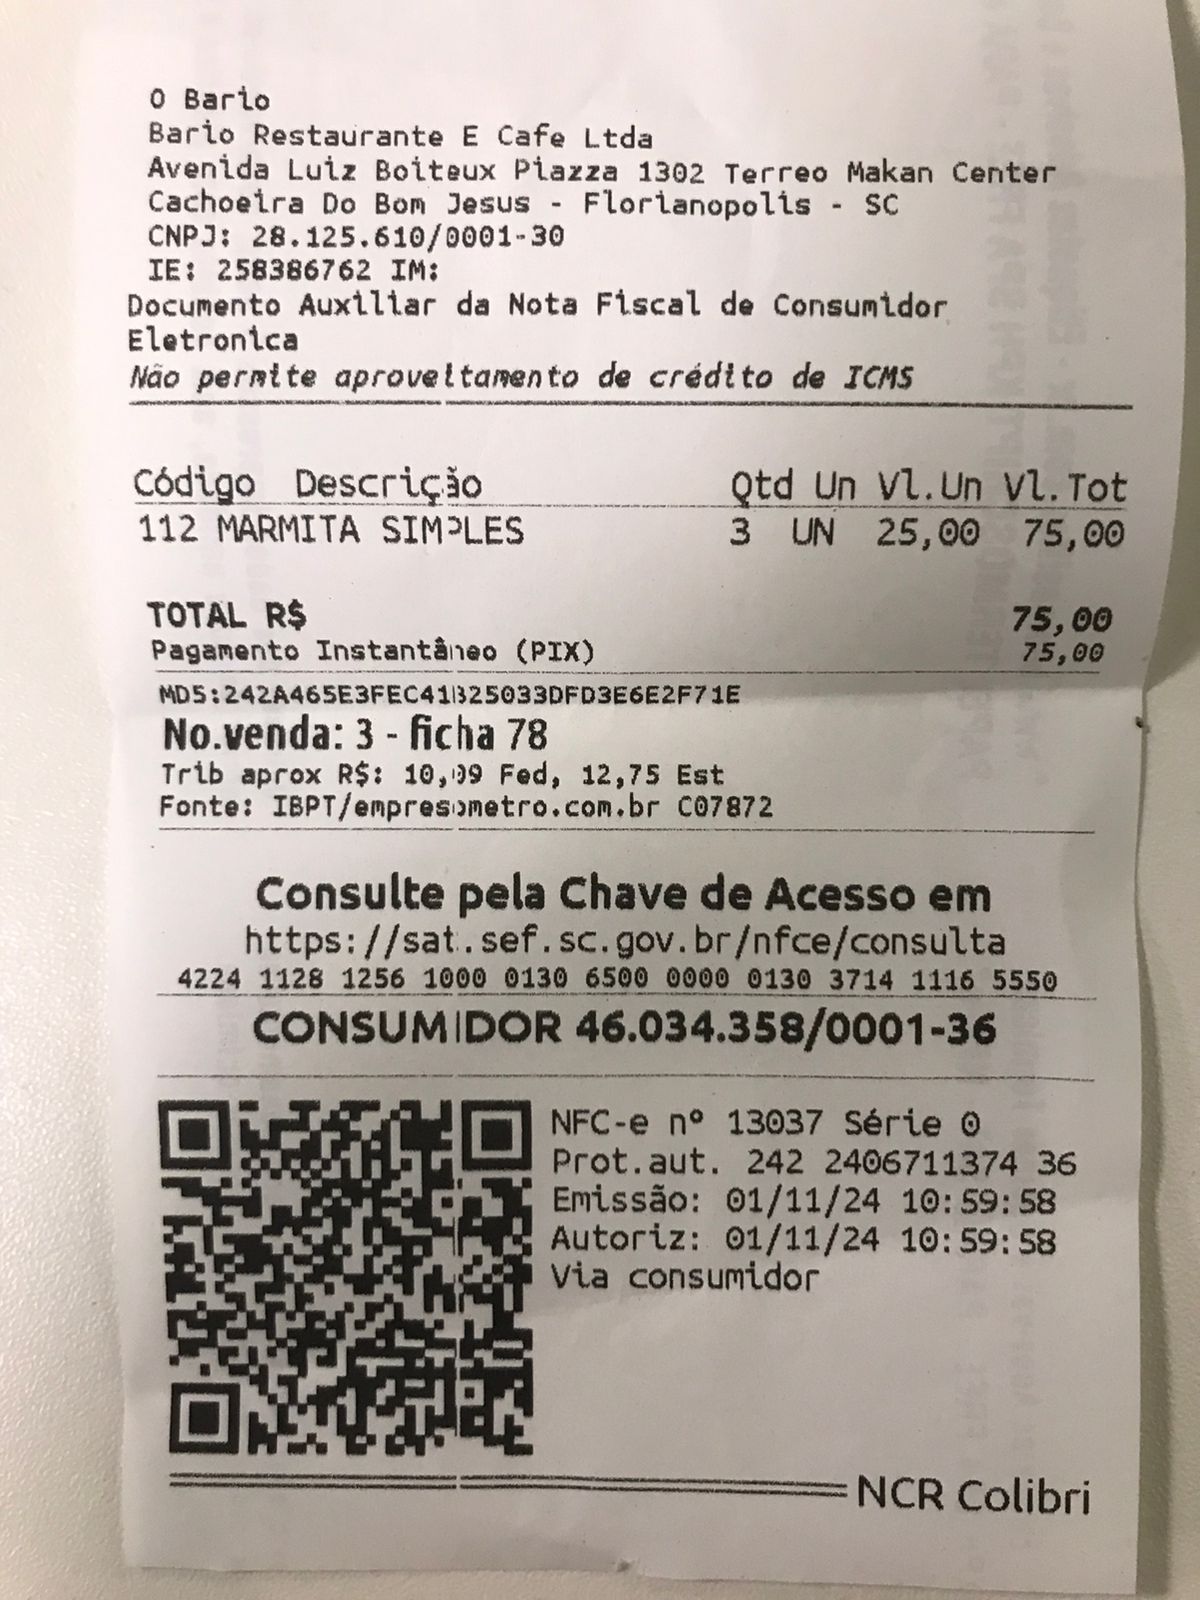 O Bario
Bario Restaurante E Cafe Ltda
Avenida Luiz Boiteux Piazza 1302 Terreo Makan Center
Cachoeira Do Bom Jesus - Florianopolis - SC
CNPJ: 28.125.610/0001-30
IE: 258386762 IM:
Documento Auxiliar da Nota Fiscal de Consumidor
Eletronica
Não permite aproveitamento de crédito de ICMS
Código Descrição Qtd Un Vl.Un Vl.Tot
112 MARMITA SIMPLES 3 UN 25,00 75,00
TOTAL R$ 75,00
Pagamento Instantâneo (PIX) 75,00
MD5:242A465E3FEC41B25033DFD3E6E2F71E
No.venda: 3 - ficha 78
Trib aprox R$: 10,09 Fed, 12,75 Est
Fonte: IBPT/empresometro.com.br C07872
Consulte pela Chave de Acesso em
https://sat.sef.sc.gov.br/nfce/consulta
4224 1128 1256 1000 0130 6500 0000 0130 3714 1116 5550
CONSUMIDOR 46.034.358/0001-36
NFC-e nº 13037 Série 0
Prot.aut. 242 2406711374 36
Emissão: 01/11/24 10:59:58
Autoriz: 01/11/24 10:59:58
Via consumidor
NCR Colibri